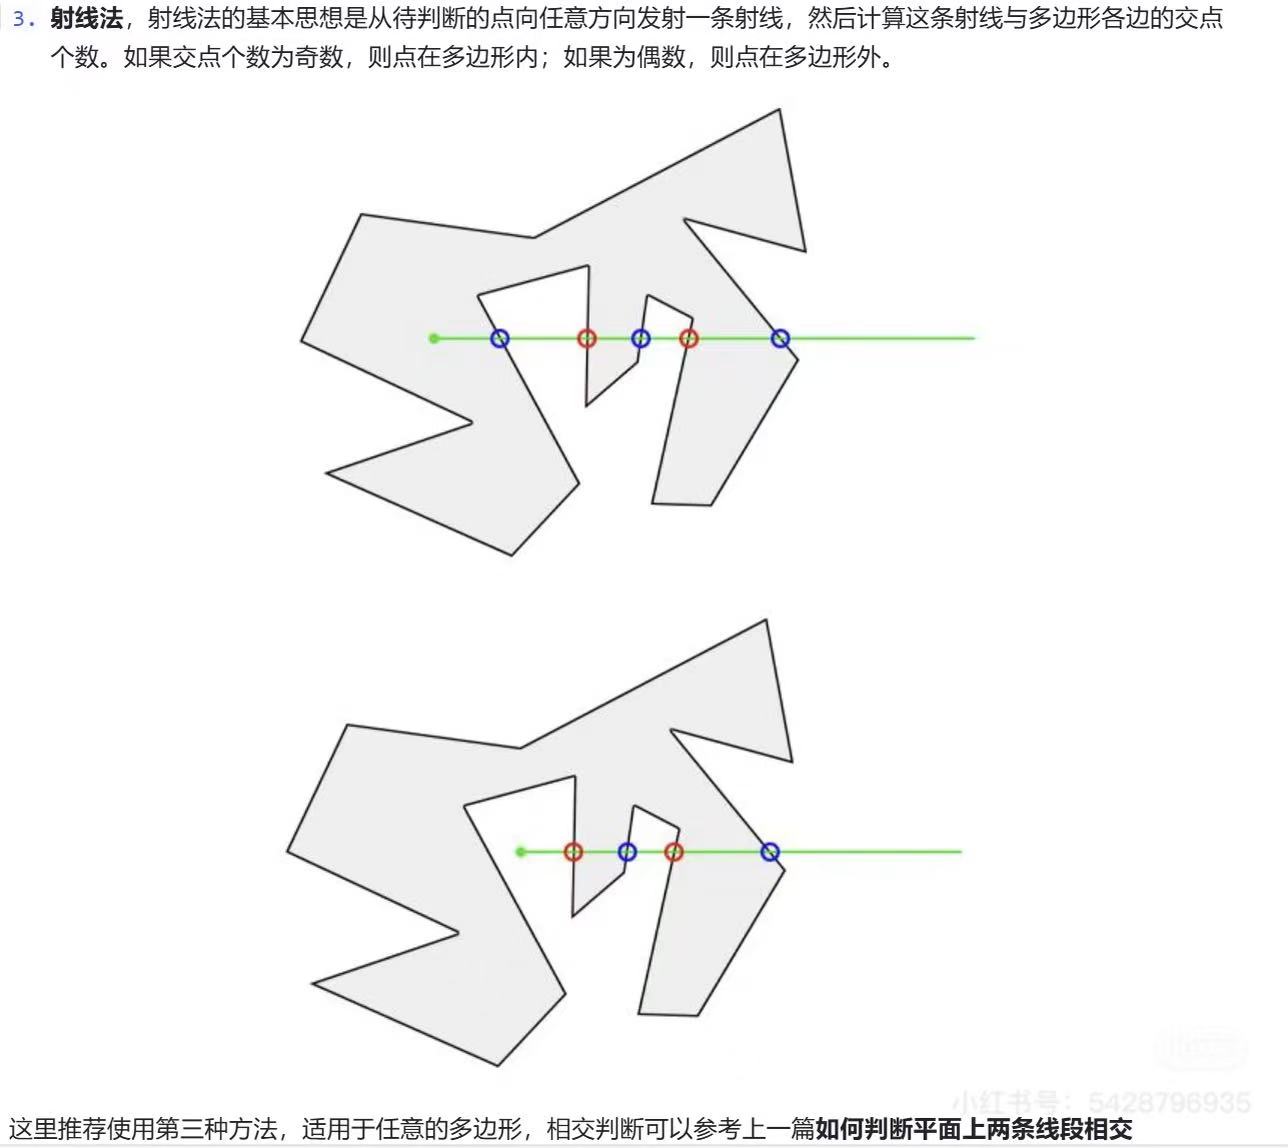 3. 射线法，射线法的基本思想是从待判断的点向任意方向发射一条射线，然后计算这条射线与多边形各边的交点
个数。如果交点个数为奇数，则点在多边形内；如果为偶数，则点在多边形外。
小红书号：5428796935
这里推荐使用第三种方法，适用于任意的多边形，相交判断可以参考上一篇如何判断平面上两条线段相交